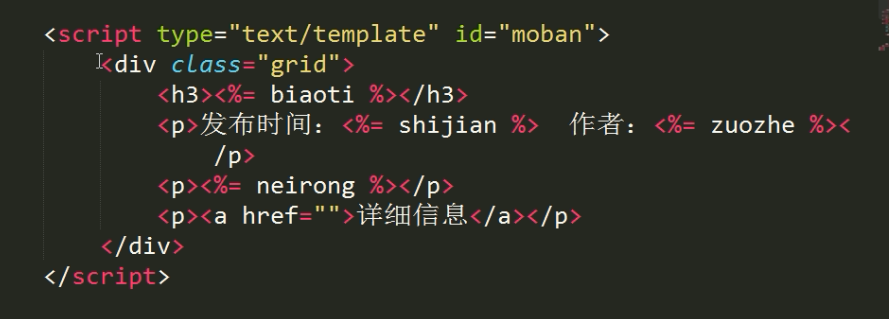 <script type="text/template" id="moban">
<div class="grid">
<h3><%= biaoti %></h3>
<p>发布时间：<%= shijian %>  作者：<%= zuozhe %><
/p>
<p><%= neirong %></p>
<p><a href="">详细信息</a></p>
</div>
</script>